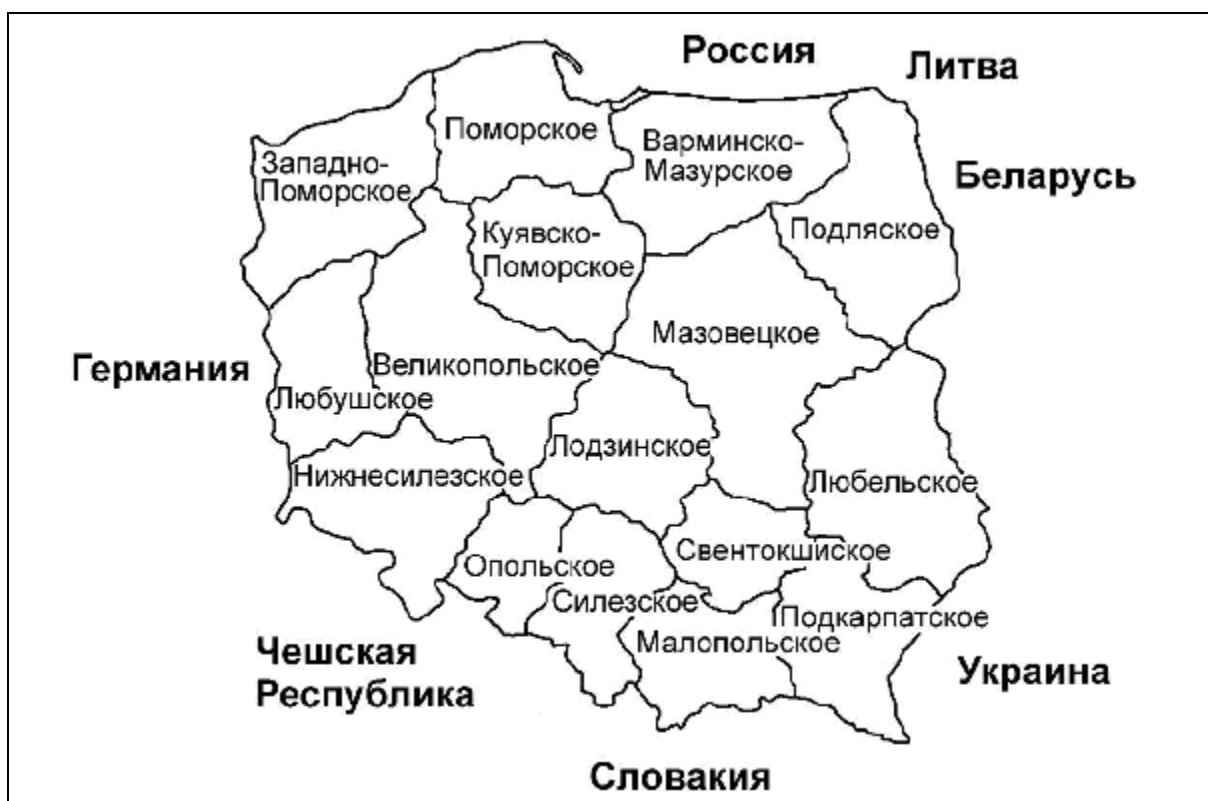 Россия
Литва
Поморское
Варминско-
Мазурское
Западно-
Поморское
Беларусь
Куявско-
Поморское
Подляское
Мазовецкое
Германия
Великопольское
Любушское
Лодзинское
Нижнесилезское
Любельское
Свентокшиское
Опольское
Силезское
Подкарпатское
Малопольское
Чешская
Республика
Украина
Словакия